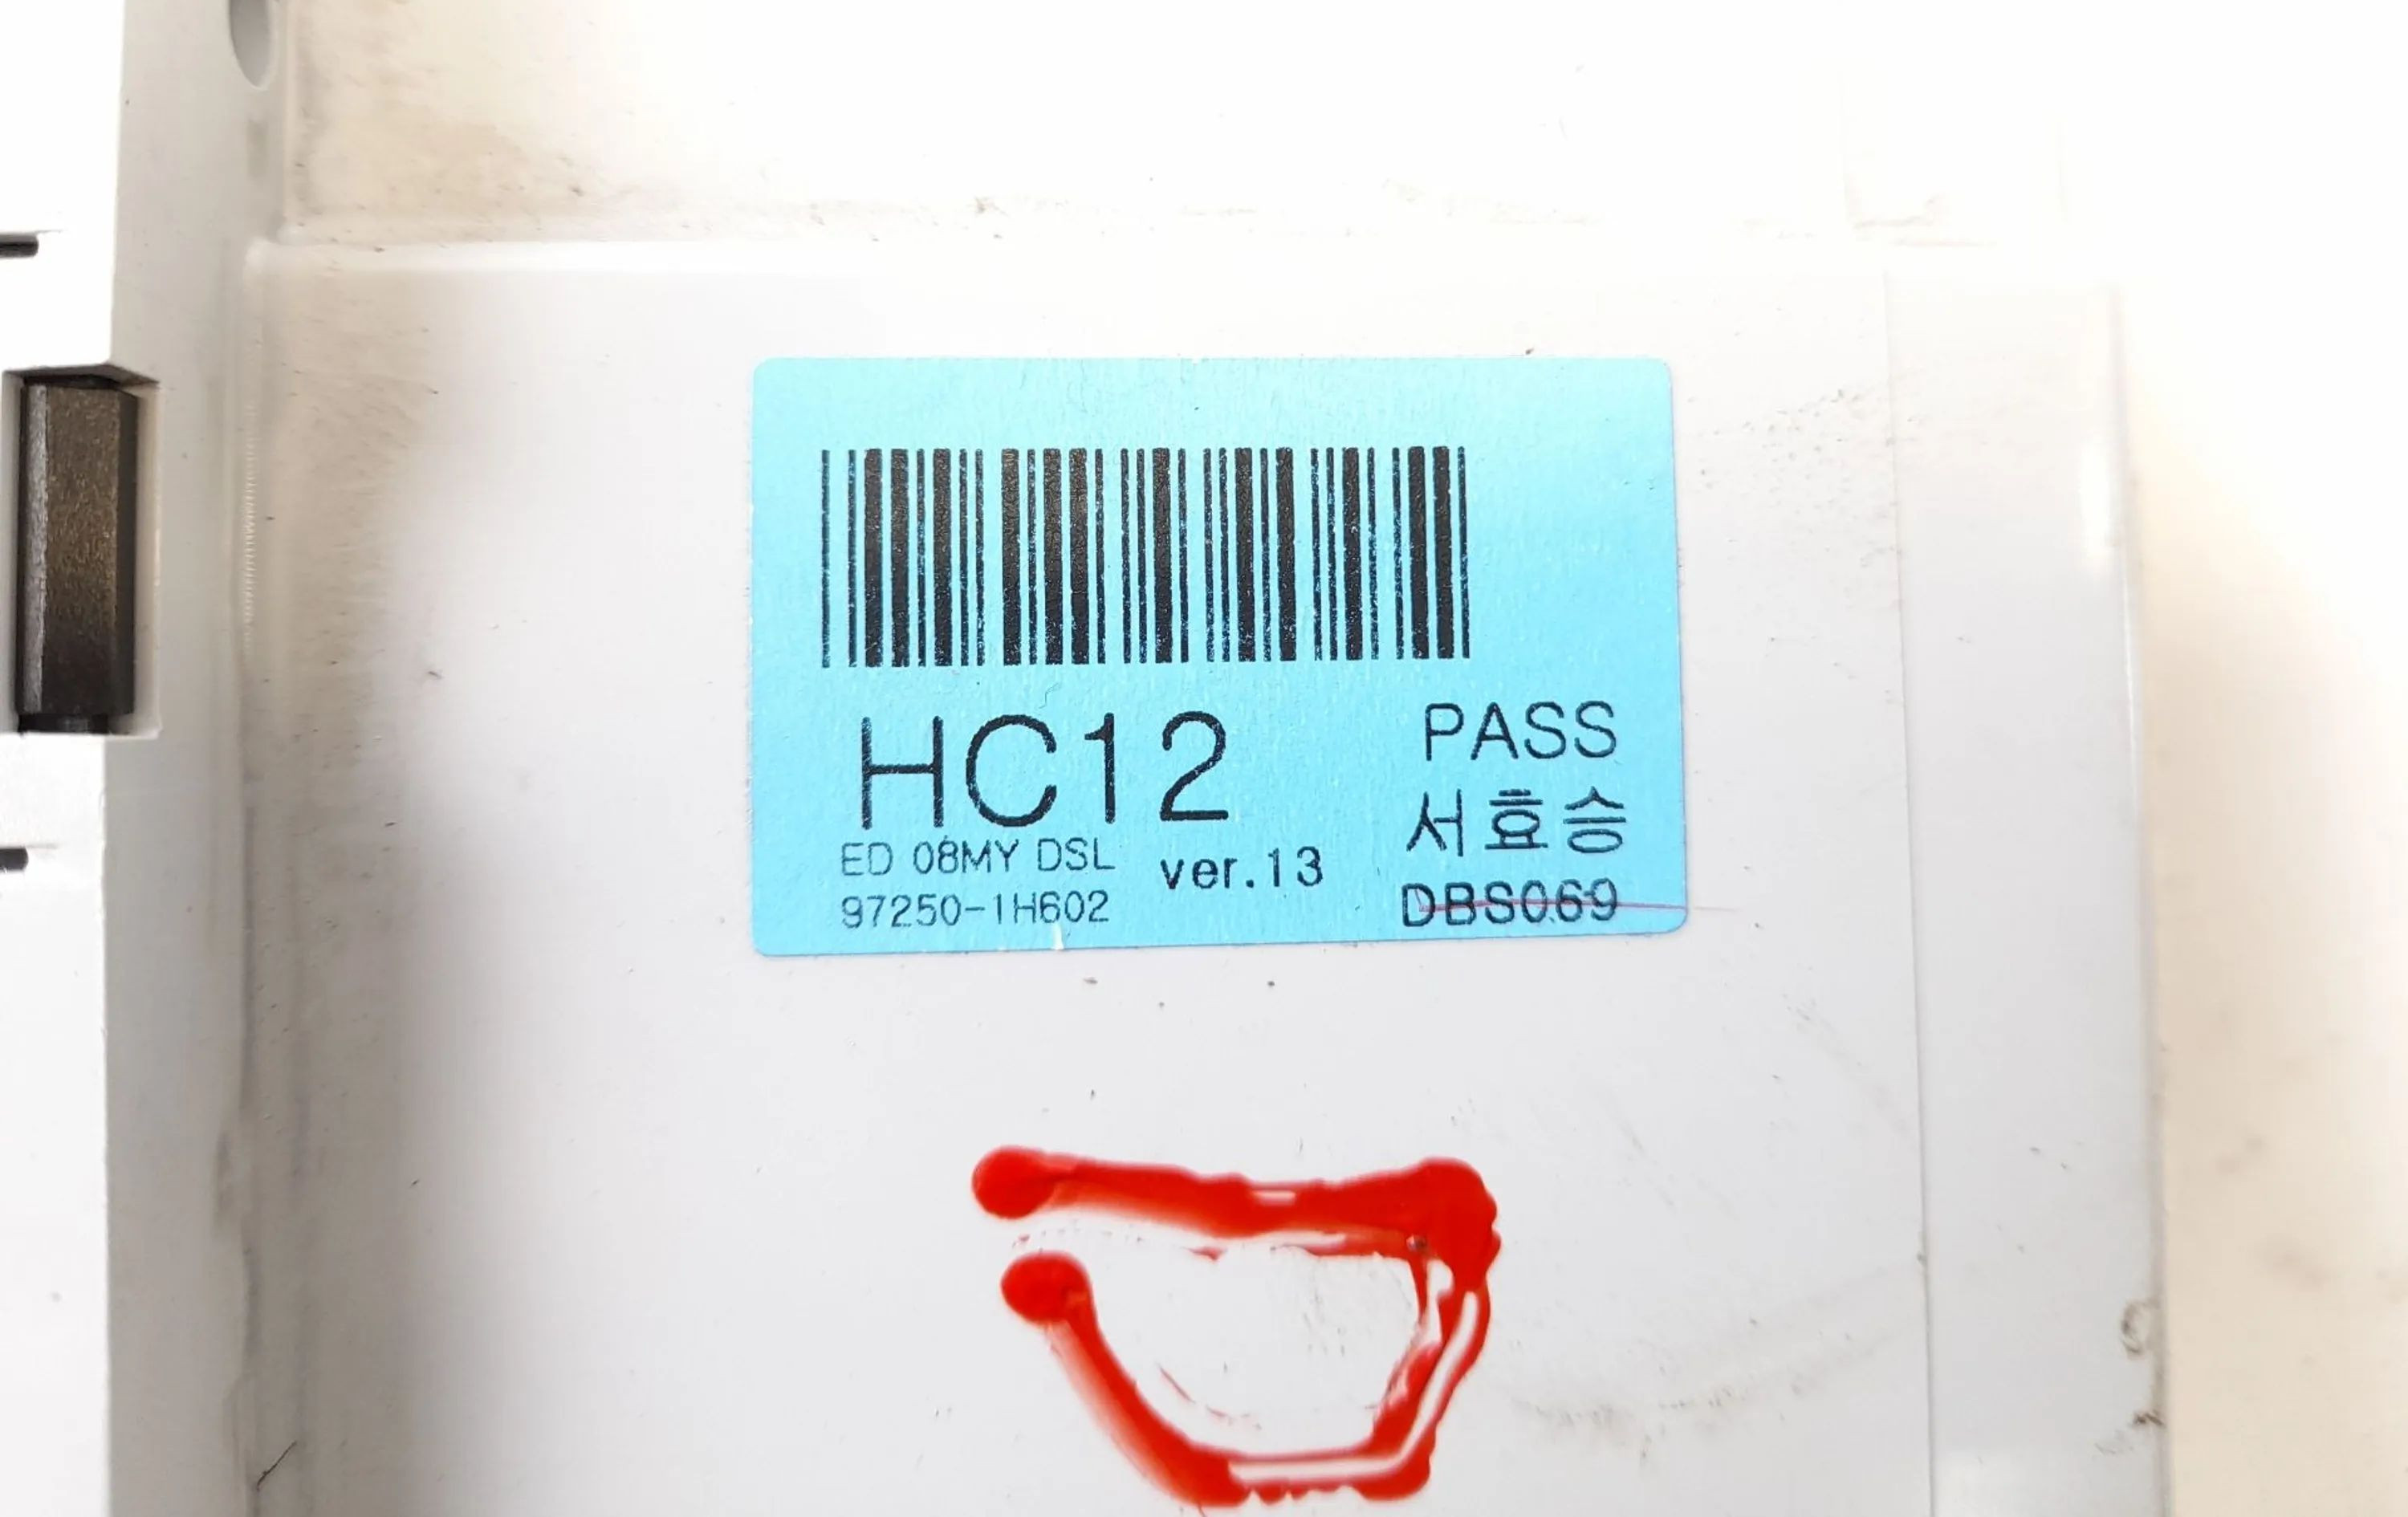 HC12
ED 08MY DSL
97250-1H602
ver.13
PASS
서효승
DBS069